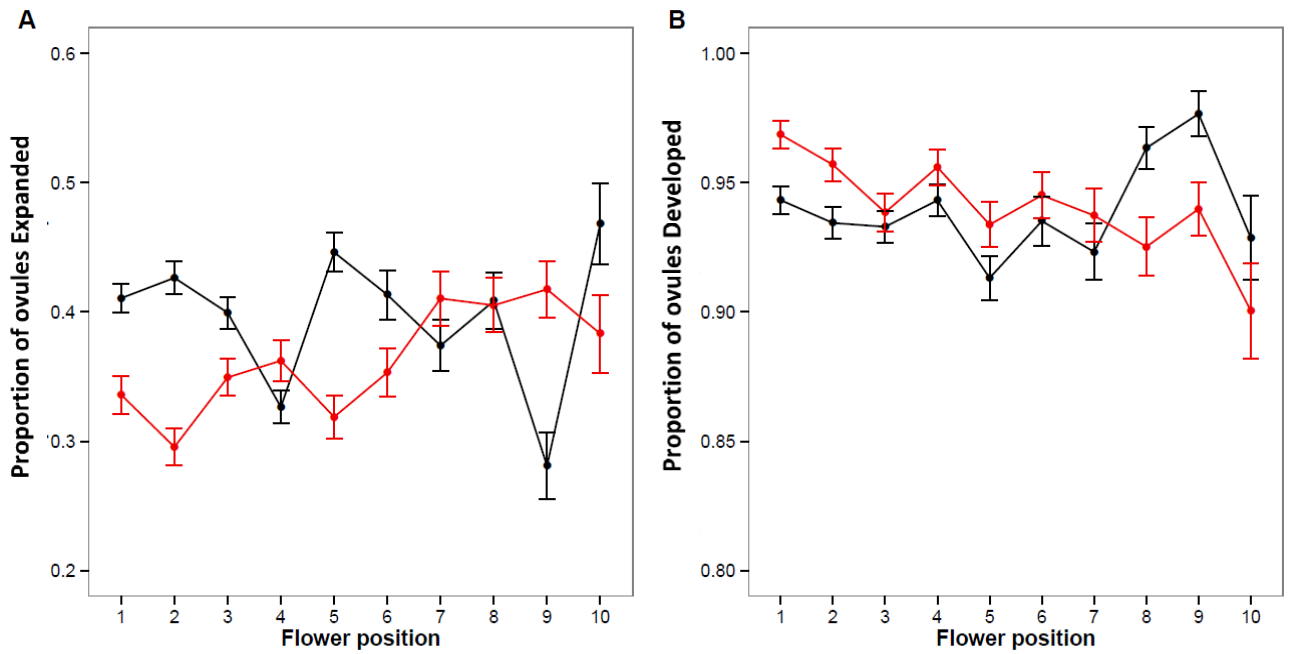 A
Proportion of ovules Expanded
0.6
0.5
0.4
0.3
0.2
1 2 3 4 5 6 7 8 9 10
Flower position
B
Proportion of ovules Developed
1.00
0.95
0.90
0.85
0.80
1 2 3 4 5 6 7 8 9 10
Flower position